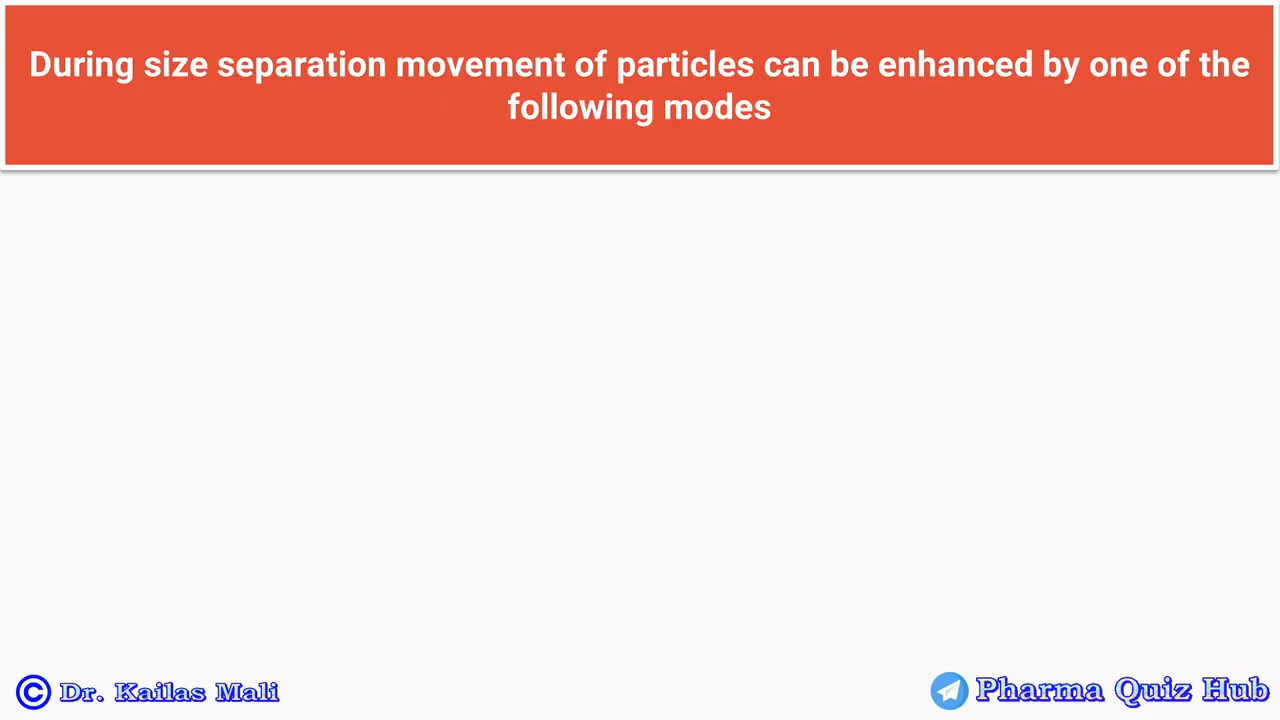 During size separation movement of particles can be enhanced by one of the
following modes
© Dr. Kailas Mali
Pharma Quiz Hub